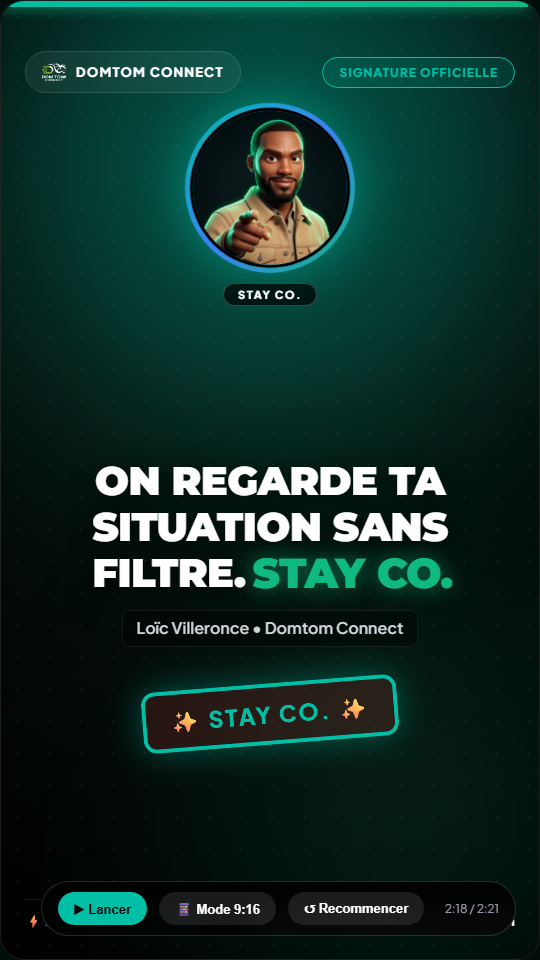 DOMTOM CONNECT
SIGNATURE OFFICIELLE
STAY CO.
ON REGARDE TA
SITUATION SANS
FILTRE. STAY CO.
Loïc Villeronce • Domtom Connect
✨ STAY CO. ✨
▶ Lancer
Mode 9:16
↺ Recommencer
2:18 / 2:21